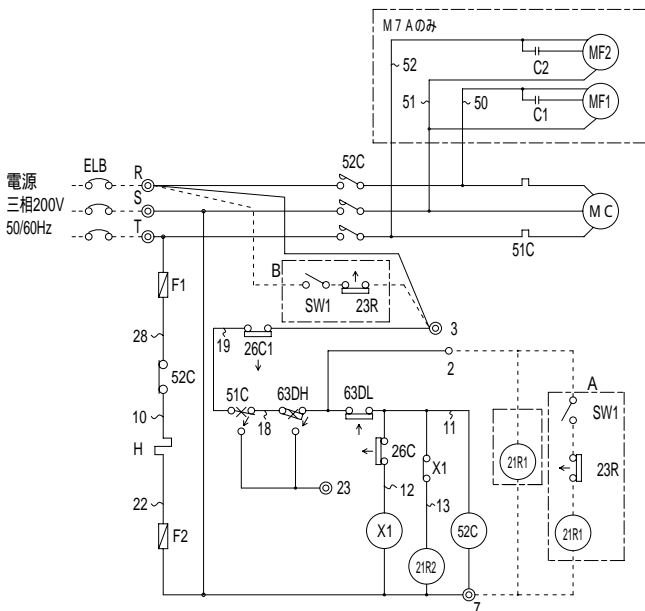 M7Aのみ
MF2
C2
52
51
50
MF1
C1
ELB
R
52C
電源
三相200V
50/60Hz
S
T
MC
51C
F1
B
SW1
23R
3
28
19
26C1
2
52C
51C
63DH
63DL
A
SW1
10
18
11
H
26C
X1
21R1
23R
23
12
13
22
F2
X1
52C
21R1
21R2
7